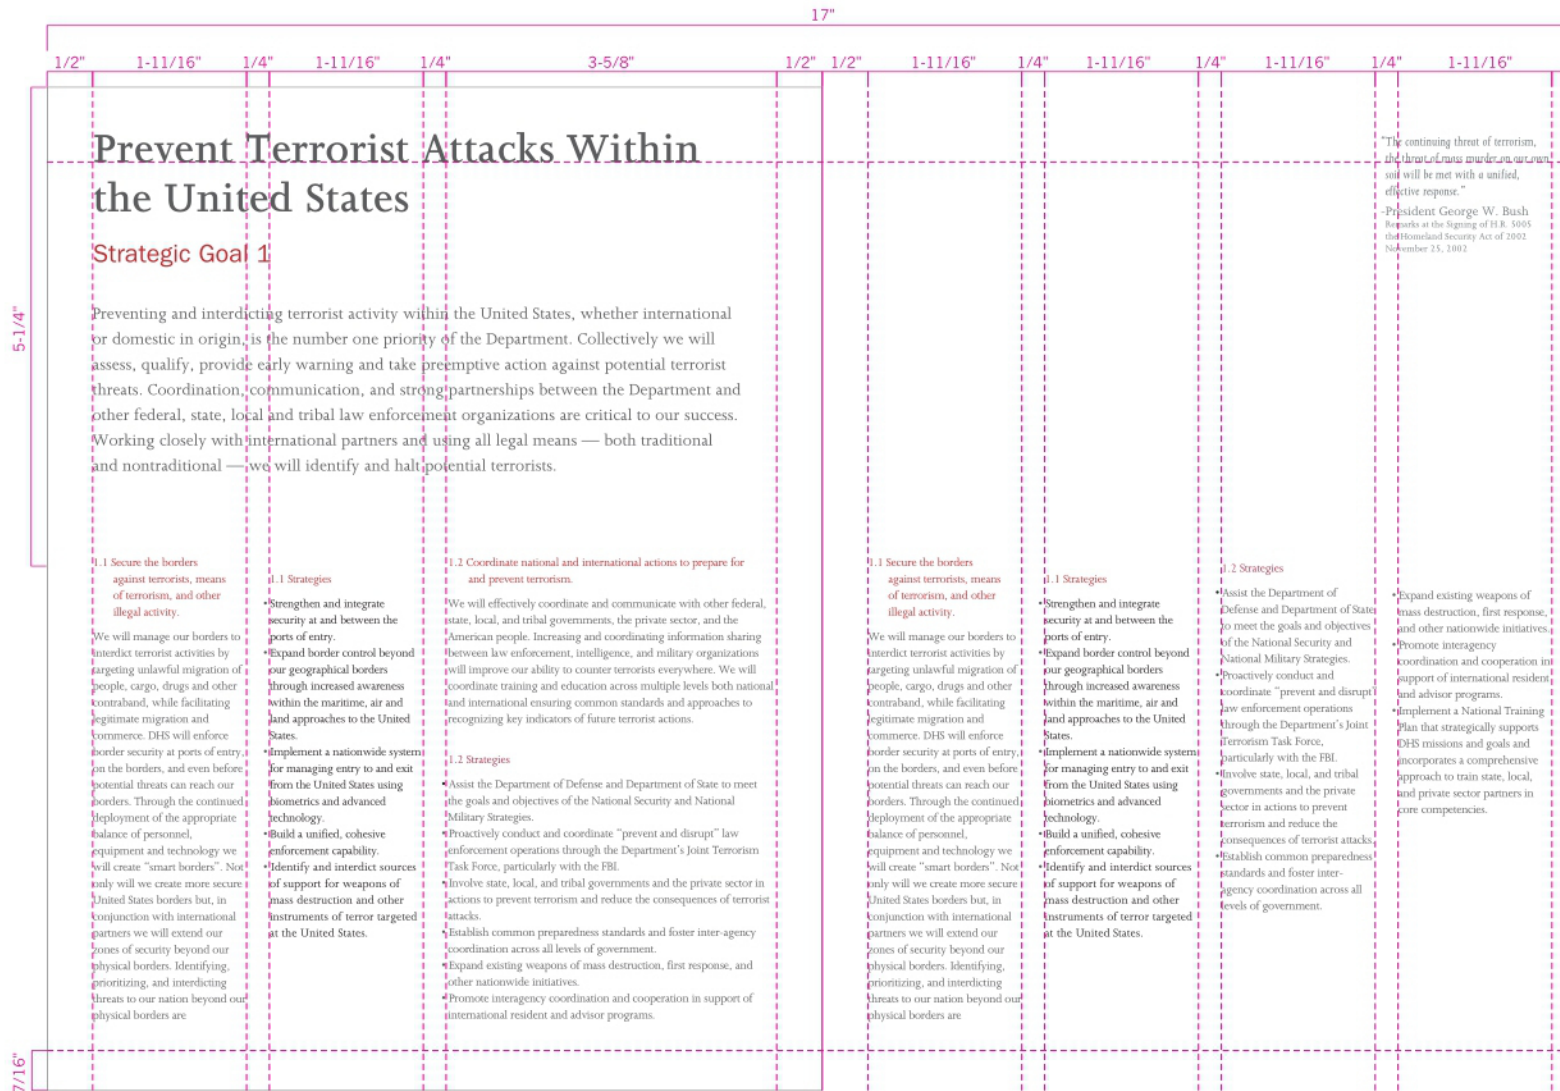 17"
1/2"
1-11/16"
1/4"
1-11/16"
1/4"
3-5/8"
1/2"
1/2"
1-11/16"
1/4"
1-11/16"
1/4"
1-11/16"
1/4"
1-11/16"
5-1/4"
7/16"
Prevent Terrorist Attacks Within
the United States
Strategic Goal 1
Preventing and interdicting terrorist activity within the United States, whether international
or domestic in origin, is the number one priority of the Department. Collectively we will
assess, qualify, provide early warning and take preemptive action against potential terrorist
threats. Coordination, communication, and strong partnerships between the Department and
other federal, state, local and tribal law enforcement organizations are critical to our success.
Working closely with international partners and using all legal means — both traditional
and nontraditional — we will identify and halt potential terrorists.
1.1 Secure the borders
against terrorists, means
of terrorism, and other
illegal activity.
We will manage our borders to
interdict terrorist activities by
targeting unlawful migration of
people, cargo, drugs and other
contraband, while facilitating
legitimate migration and
commerce. DHS will enforce
border security at ports of entry,
on the borders, and even before
potential threats can reach our
borders. Through the continued
deployment of the appropriate
balance of personnel,
equipment and technology we
will create “smart borders”. Not
only will we create more secure
United States borders but, in
conjunction with international
partners we will extend our
zones of security beyond our
physical borders. Identifying,
prioritizing, and interdicting
threats to our nation beyond our
physical borders are
1.1 Strategies
•Strengthen and integrate
security at and between the
ports of entry.
•Expand border control beyond
our geographical borders
through increased awareness
within the maritime, air and
land approaches to the United
States.
•Implement a nationwide system
for managing entry to and exit
from the United States using
biometrics and advanced
technology.
•Build a unified, cohesive
enforcement capability.
•Identify and interdict sources
of support for weapons of
mass destruction and other
instruments of terror targeted
at the United States.
1.2 Coordinate national and international actions to prepare for
and prevent terrorism.
We will effectively coordinate and communicate with other federal,
state, local, and tribal governments, the private sector, and the
American people. Increasing and coordinating information sharing
between law enforcement, intelligence, and military organizations
will improve our ability to counter terrorists everywhere. We will
coordinate training and education across multiple levels both national
and international ensuring common standards and approaches to
recognizing key indicators of future terrorist actions.
1.2 Strategies
•Assist the Department of Defense and Department of State to meet
the goals and objectives of the National Security and National
Military Strategies.
•Proactively conduct and coordinate “prevent and disrupt” law
enforcement operations through the Department’s Joint Terrorism
Task Force, particularly with the FBI.
•Involve state, local, and tribal governments and the private sector in
actions to prevent terrorism and reduce the consequences of terrorist
attacks.
•Establish common preparedness standards and foster inter-agency
coordination across all levels of government.
•Expand existing weapons of mass destruction, first response, and
other nationwide initiatives.
•Promote interagency coordination and cooperation in support of
international resident and advisor programs.
“The continuing threat of terrorism,
the threat of mass murder on our own
soil will be met with a unified,
effective response.”
-President George W. Bush
Remarks at the Signing of H.R. 5005
the Homeland Security Act of 2002
November 25, 2002
1.1 Secure the borders
against terrorists, means
of terrorism, and other
illegal activity.
We will manage our borders to
interdict terrorist activities by
targeting unlawful migration of
people, cargo, drugs and other
contraband, while facilitating
legitimate migration and
commerce. DHS will enforce
border security at ports of entry,
on the borders, and even before
potential threats can reach our
borders. Through the continued
deployment of the appropriate
balance of personnel,
equipment and technology we
will create “smart borders”. Not
only will we create more secure
United States borders but, in
conjunction with international
partners we will extend our
zones of security beyond our
physical borders. Identifying,
prioritizing, and interdicting
threats to our nation beyond our
physical borders are
1.1 Strategies
•Strengthen and integrate
security at and between the
ports of entry.
•Expand border control beyond
our geographical borders
through increased awareness
within the maritime, air and
land approaches to the United
States.
•Implement a nationwide system
for managing entry to and exit
from the United States using
biometrics and advanced
technology.
•Build a unified, cohesive
enforcement capability.
•Identify and interdict sources
of support for weapons of
mass destruction and other
instruments of terror targeted
at the United States.
1.2 Strategies
•Assist the Department of
Defense and Department of State
to meet the goals and objectives
of the National Security and
National Military Strategies.
•Proactively conduct and
coordinate “prevent and disrupt”
law enforcement operations
through the Department’s Joint
Terrorism Task Force,
particularly with the FBI.
•Involve state, local, and tribal
governments and the private
sector in actions to prevent
terrorism and reduce the
consequences of terrorist attacks.
•Establish common preparedness
standards and foster inter-
agency coordination across all
levels of government.
•Expand existing weapons of
mass destruction, first response,
and other nationwide initiatives.
•Promote interagency
coordination and cooperation in
support of international resident
and advisor programs.
•Implement a National Training
Plan that strategically supports
DHS missions and goals and
incorporates a comprehensive
approach to train state, local,
and private sector partners in
core competencies.